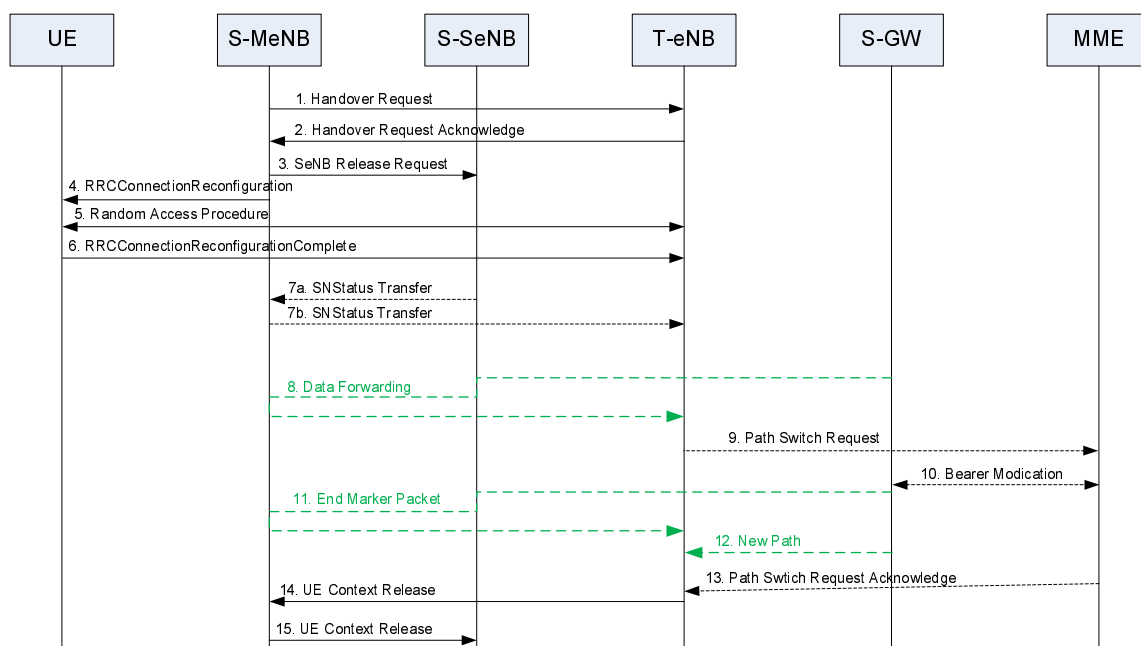 UE
S-MeNB
S-SeNB
T-eNB
S-GW
MME
1. Handover Request
2. Handover Request Acknowledge
3. SeNB Release Request
4. RRCConnectionReconfiguration
5. Random Access Procedure
6. RRCConnectionReconfigurationComplete
7a. SNStatus Transfer
7b. SNStatus Transfer
8. Data Forwarding
9. Path Switch Request
10. Bearer Modication
11. End Marker Packet
12. New Path
13. Path Swtich Request Acknowledge
14. UE Context Release
15. UE Context Release